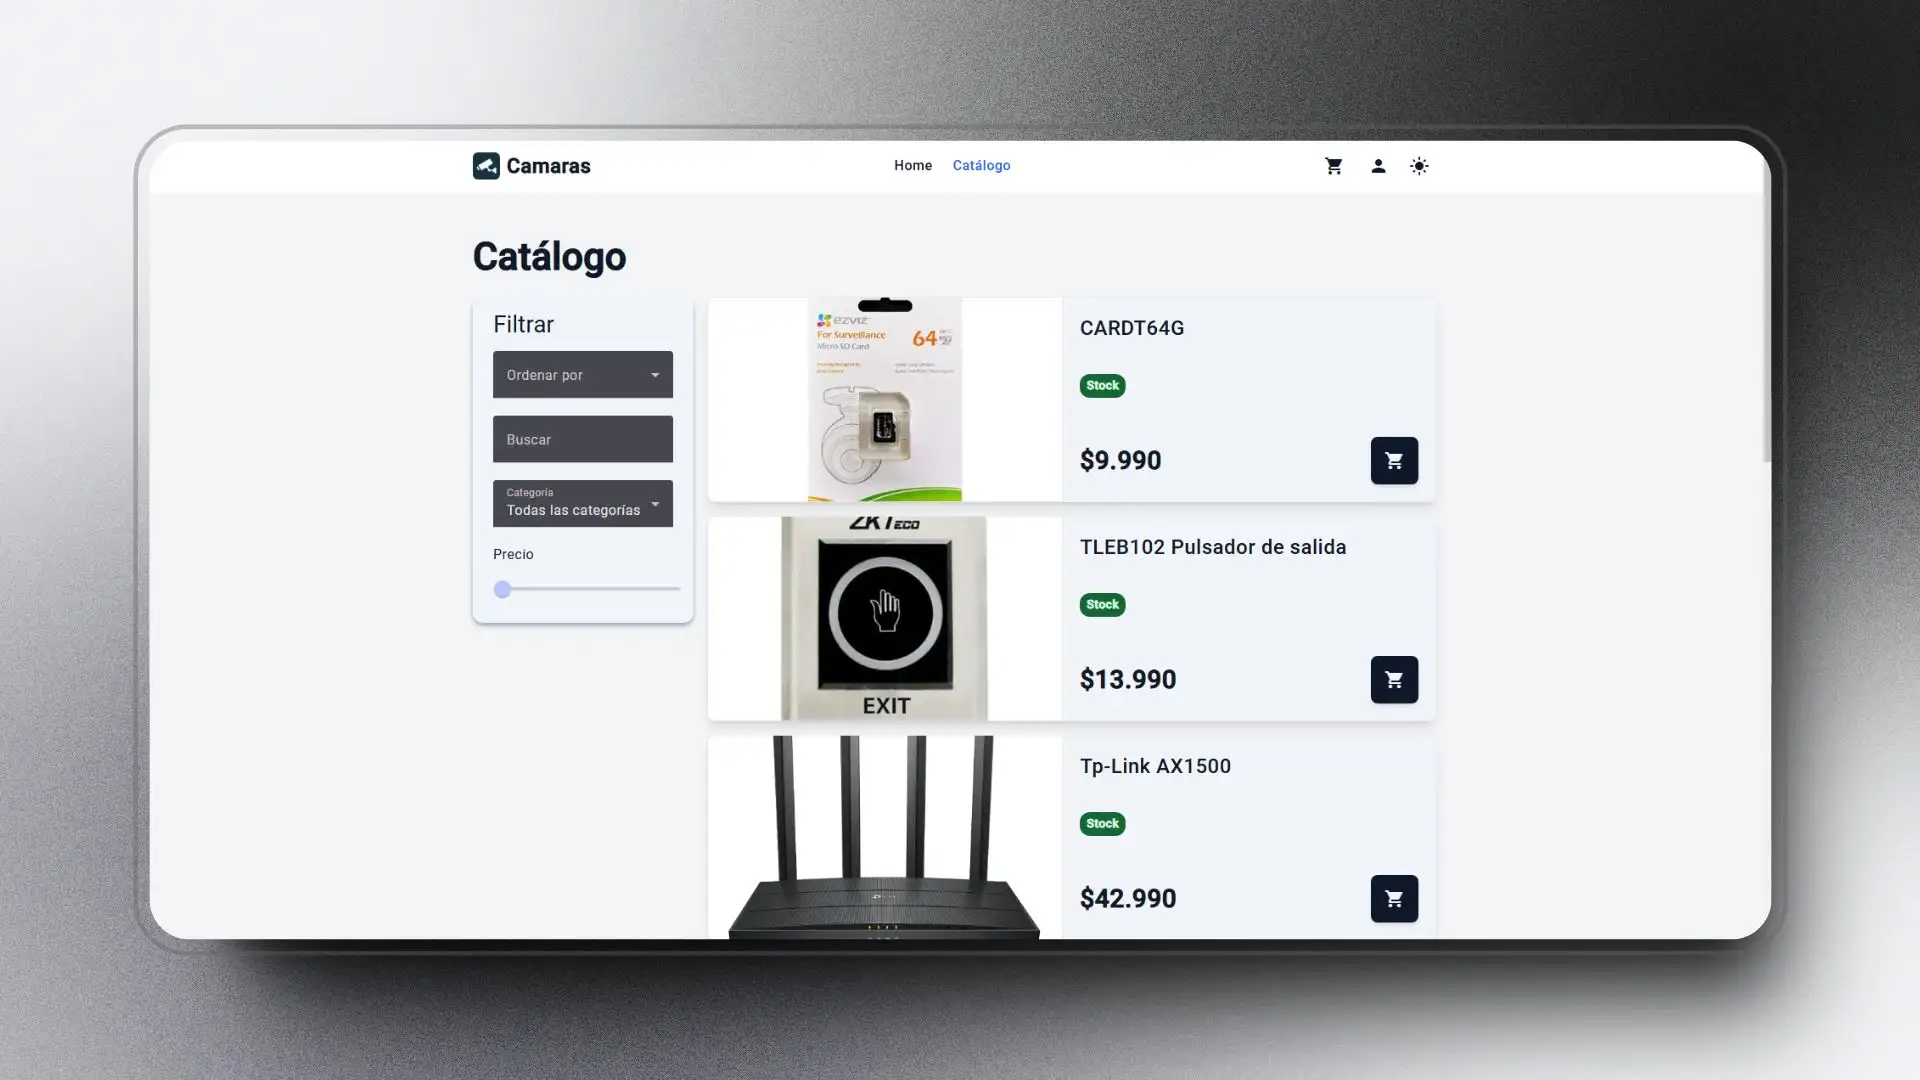 Camaras
Home
Catálogo
Catálogo
Filtrar
Ordenar por
Buscar
Categoría
Todas las categorías
Precio
ezviz
For Surveillance
Micro SD Card
64
CARDT64G
Stock
$9.990
ZKTeco
EXIT
TLEB102 Pulsador de salida
Stock
$13.990
Tp-Link AX1500
Stock
$42.990